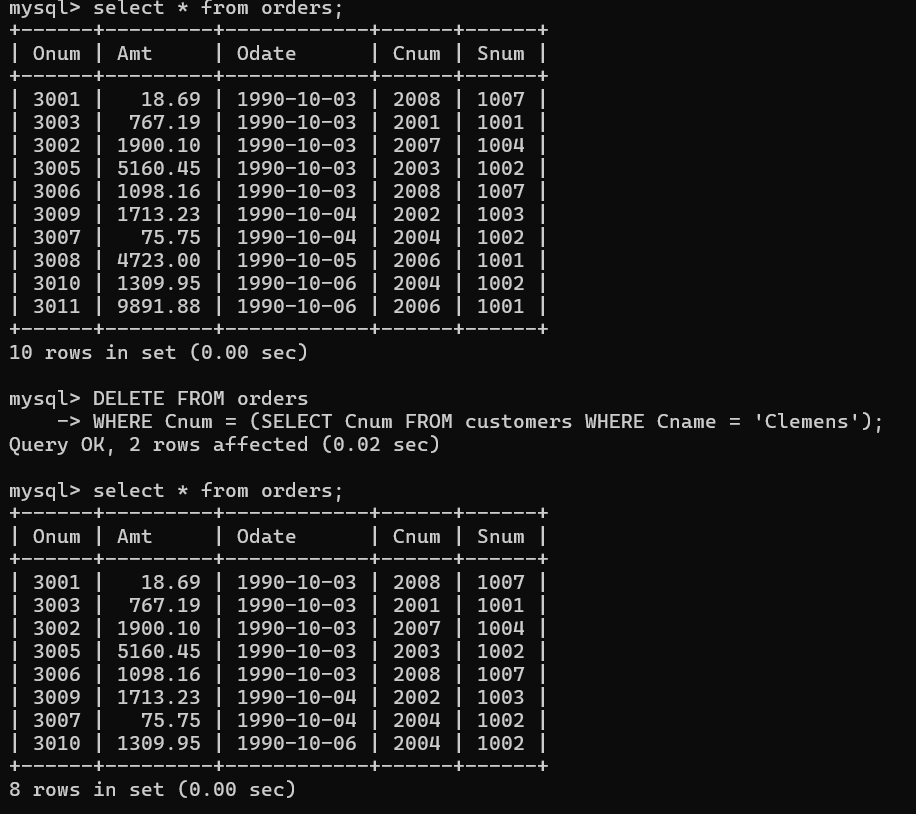 mysql> select * from orders;
+------+---------+------------+------+------+
| Onum | Amt     | Odate      | Cnum | Snum |
+------+---------+------------+------+------+
| 3001 |   18.69 | 1990-10-03 | 2008 | 1007 |
| 3003 |  767.19 | 1990-10-03 | 2001 | 1001 |
| 3002 | 1900.10 | 1990-10-03 | 2007 | 1004 |
| 3005 | 5160.45 | 1990-10-03 | 2003 | 1002 |
| 3006 | 1098.16 | 1990-10-03 | 2008 | 1007 |
| 3009 | 1713.23 | 1990-10-04 | 2002 | 1003 |
| 3007 |   75.75 | 1990-10-04 | 2004 | 1002 |
| 3008 | 4723.00 | 1990-10-05 | 2006 | 1001 |
| 3010 | 1309.95 | 1990-10-06 | 2004 | 1002 |
| 3011 | 9891.88 | 1990-10-06 | 2006 | 1001 |
+------+---------+------------+------+------+
10 rows in set (0.00 sec)

mysql> DELETE FROM orders
    -> WHERE Cnum = (SELECT Cnum FROM customers WHERE Cname = 'Clemens');
Query OK, 2 rows affected (0.02 sec)

mysql> select * from orders;
+------+---------+------------+------+------+
| Onum | Amt     | Odate      | Cnum | Snum |
+------+---------+------------+------+------+
| 3001 |   18.69 | 1990-10-03 | 2008 | 1007 |
| 3003 |  767.19 | 1990-10-03 | 2001 | 1001 |
| 3002 | 1900.10 | 1990-10-03 | 2007 | 1004 |
| 3005 | 5160.45 | 1990-10-03 | 2003 | 1002 |
| 3006 | 1098.16 | 1990-10-03 | 2008 | 1007 |
| 3009 | 1713.23 | 1990-10-04 | 2002 | 1003 |
| 3007 |   75.75 | 1990-10-04 | 2004 | 1002 |
| 3010 | 1309.95 | 1990-10-06 | 2004 | 1002 |
+------+---------+------------+------+------+
8 rows in set (0.00 sec)